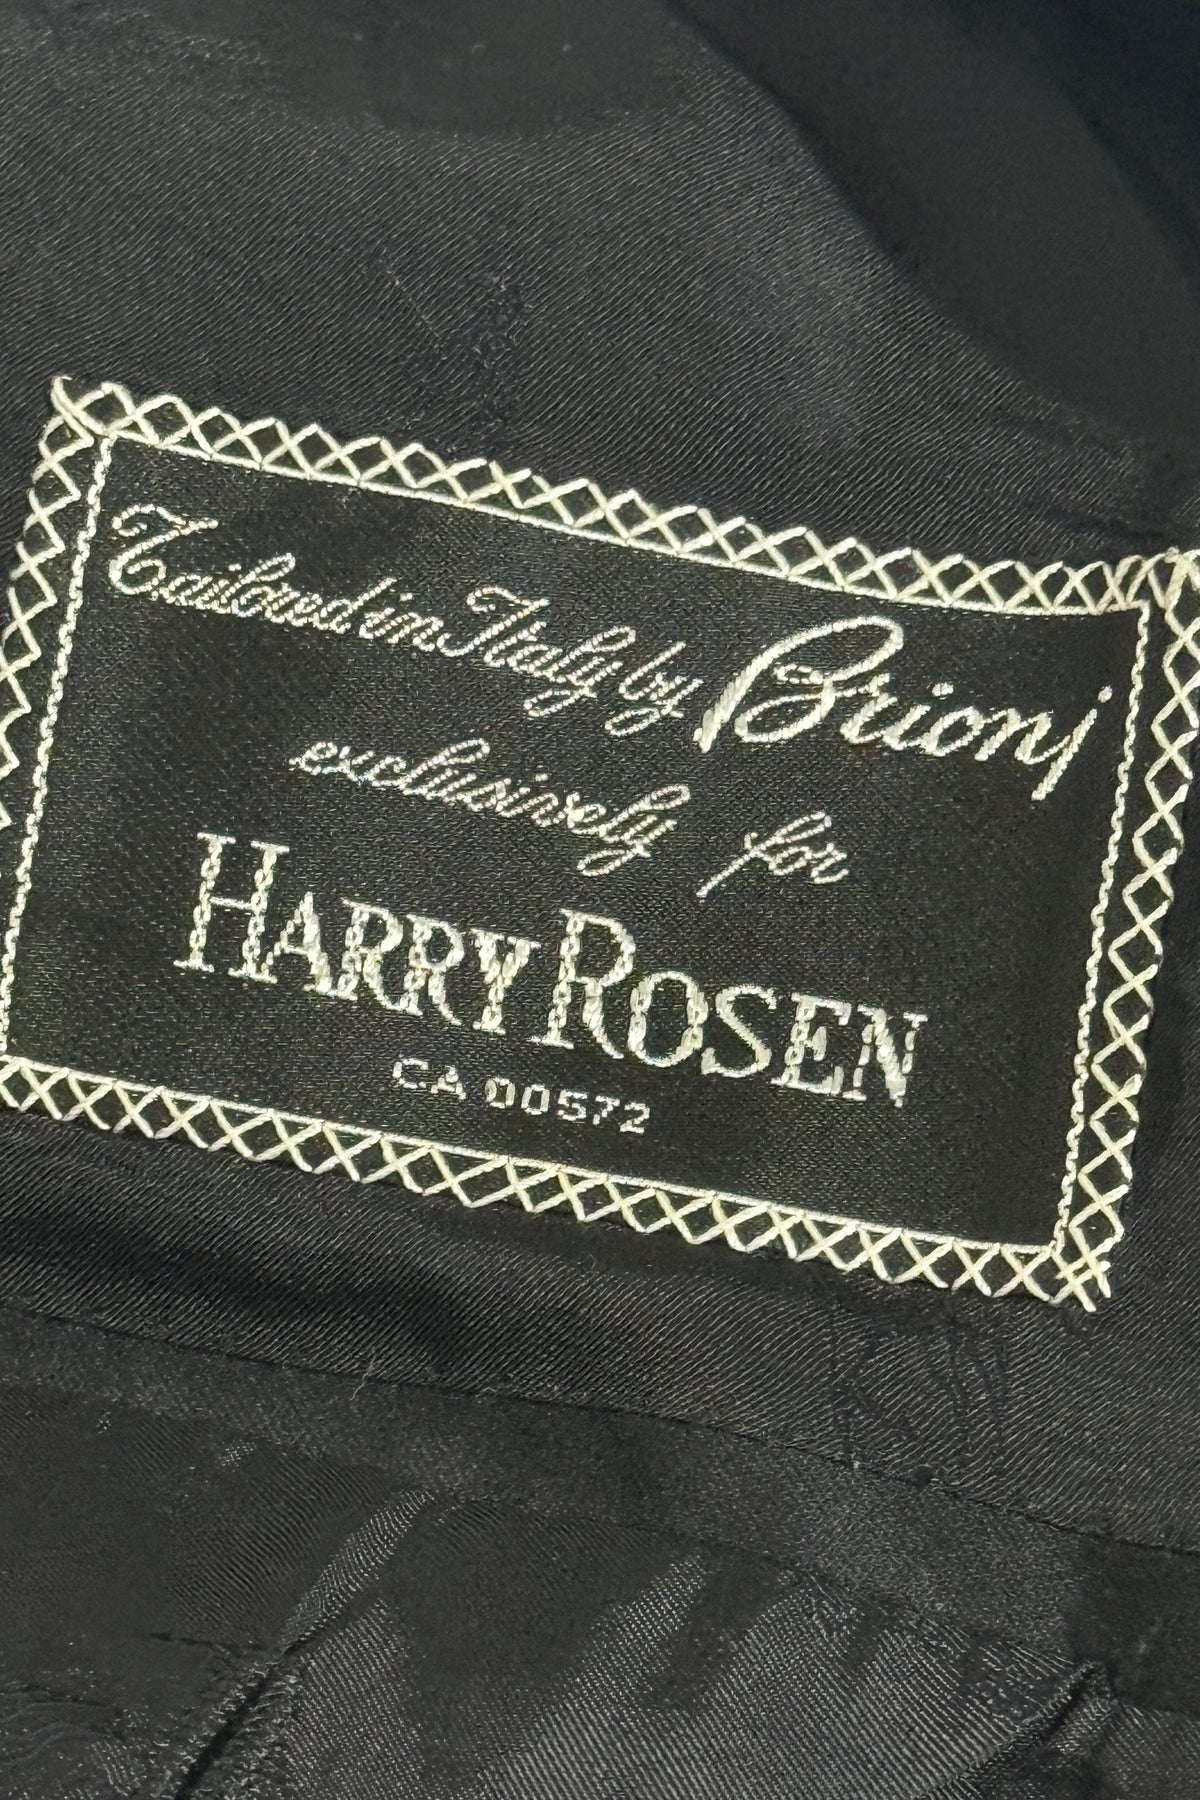 Tailored in Italy by Brioni
exclusively for
HARRY ROSEN
CA 00572